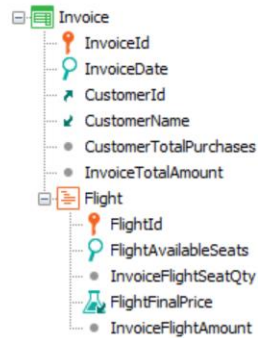 Invoice
InvoiceId
InvoiceDate
CustomerId
CustomerName
CustomerTotalPurchases
InvoiceTotalAmount
Flight
FlightId
FlightAvailableSeats
InvoiceFlightSeatQty
FlightFinalPrice
InvoiceFlightAmount